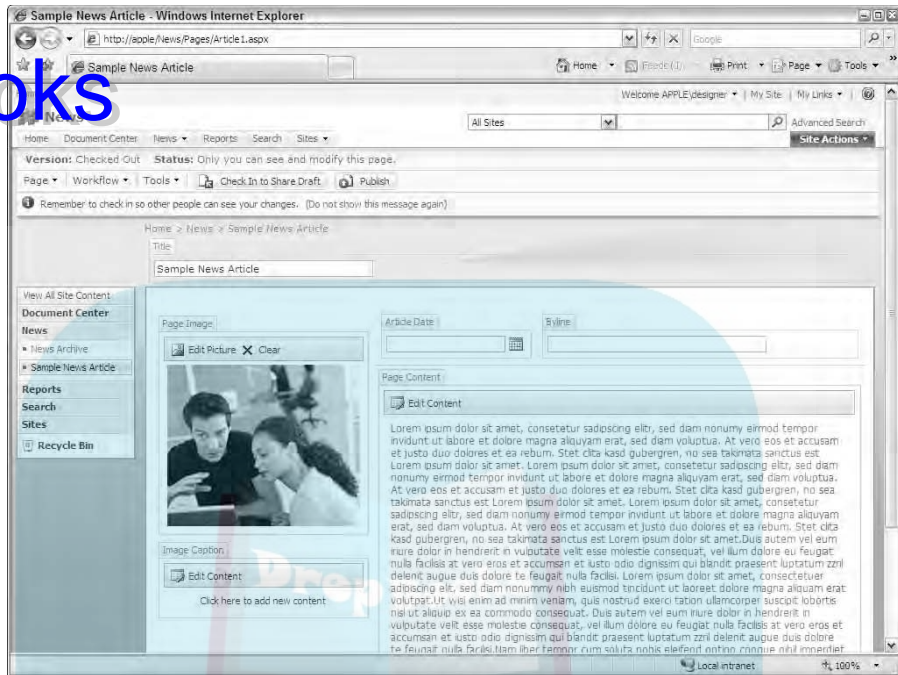 Sample News Article - Windows Internet Explorer
http://apple/News/Pages/Article1.aspx
Google
Sample News Article
Home
Print
Page
Tools
oks
Welcome APPLE\designer
My Site
My Links
News
All Sites
Advanced Search
Home
Document Center
News
Reports
Search
Sites
Site Actions
Version: Checked Out Status: Only you can see and modify this page.
Page
Workflow
Tools
Check In to Share Draft
Publish
Remember to check in so other people can see your changes. (Do not show this message again)
Home > News > Sample News Article
Title
Sample News Article
View All Site Content
Document Center
News
News Archive
Sample News Article
Reports
Search
Sites
Recycle Bin
Page Image
Edit Picture
Clear
Image Caption
Edit Content
Click here to add new content
Article Date
Byline
Page Content
Edit Content
Lorem ipsum dolor sit amet, consetetur sadipscing elitr, sed diam nonumy eirmod tempor
invidunt ut labore et dolore magna aliquyam erat, sed diam voluptua. At vero eos et accusam
et justo duo dolores et ea rebum. Stet clita kasd gubergren, no sea takimata sanctus est
Lorem ipsum dolor sit amet. Lorem ipsum dolor sit amet, consetetur sadipscing elitr, sed diam
nonumy eirmod tempor invidunt ut labore et dolore magna aliquyam erat, sed diam voluptua.
At vero eos et accusam et justo duo dolores et ea rebum. Stet clita kasd gubergren, no sea
takimata sanctus est Lorem ipsum dolor sit amet. Lorem ipsum dolor sit amet, consetetur
sadipscing elitr, sed diam nonumy eirmod tempor invidunt ut labore et dolore magna aliquyam
erat, sed diam voluptua. At vero eos et accusam et justo duo dolores et ea rebum. Stet clita
kasd gubergren, no sea takimata sanctus est Lorem ipsum dolor sit amet.Duis autem vel eum
iriure dolor in hendrerit in vulputate velit esse molestie consequat, vel illum dolore eu feugiat
nulla facilisis at vero eros et accumsan et iusto odio dignissim qui blandit praesent luptatum zzril
delenit augue duis dolore te feugait nulla facilisi. Lorem ipsum dolor sit amet, consectetuer
adipiscing elit, sed diam nonummy nibh euismod tincidunt ut laoreet dolore magna aliquam erat
volutpat.Ut wisi enim ad minim veniam, quis nostrud exerci tation ullamcorper suscipit lobortis
nisl ut aliquip ex ea commodo consequat. Duis autem vel eum iriure dolor in hendrerit in
vulputate velit esse molestie consequat, vel illum dolore eu feugiat nulla facilisis at vero eros et
accumsan et iusto odio dignissim qui blandit praesent luptatum zzril delenit augue duis dolore
te feugait nulla facilisi.Nam liber tempor cum soluta nobis eleifend option congue nihil imperdiet
Drop
Local intranet
100%